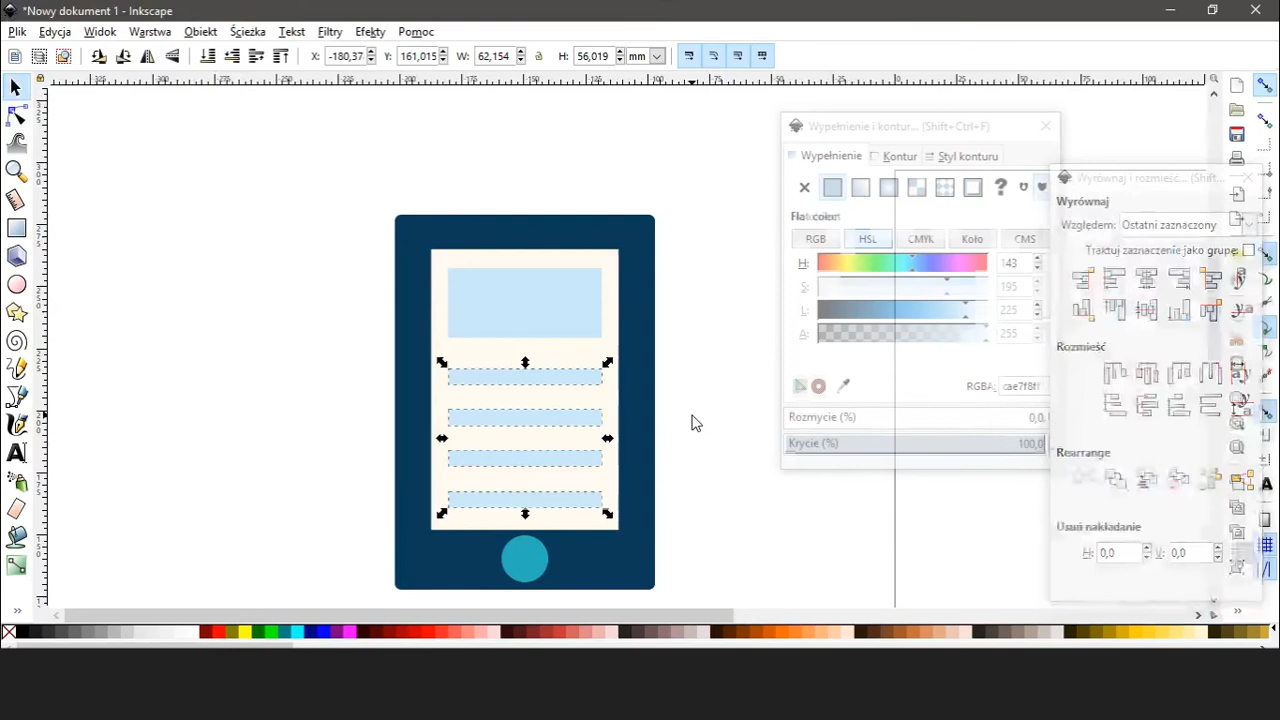 *Nowy dokument 1 - Inkscape
Plik Edycja Widok Warstwa Obiekt Ścieżka Tekst Filtry Efekty Pomoc
X: -180,37 Y: 161,015 W: 62,154 H: 56,019 mm
Wypełnienie i kontur... (Shift+Ctrl+F)
Wypełnienie Kontur Styl konturu
Flat color
RGB HSL CMYK Koło CMS
H: 143
S: 195
L: 225
A: 255
RGBA: cae7f8ff
Rozmycie (%) 0,0
Krycie (%) 100,0
Wyrównaj i rozmieść... (Shift...
Wyrównaj
Względem: Ostatni zaznaczony
Traktuj zaznaczenie jako grupę:
Rozmieść
Rearrange
Usuń nakładanie
H: 0,0 V: 0,0